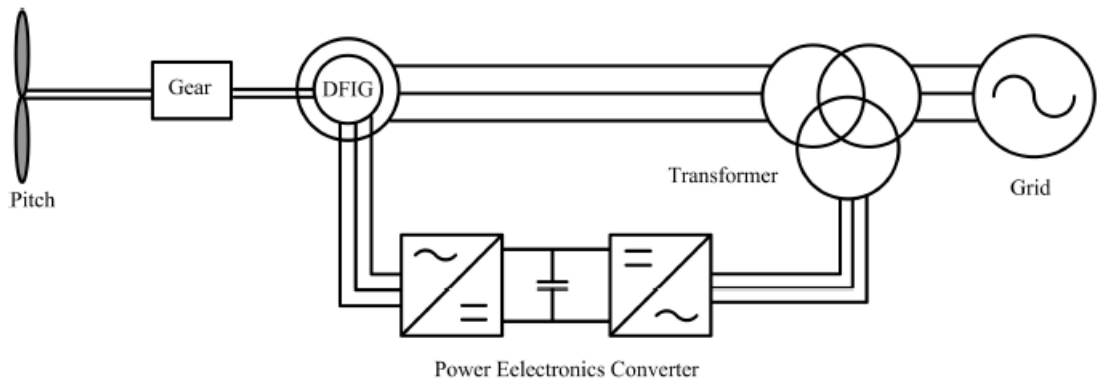 Gear
DFIG
Transformer
Pitch
Grid
Power Eelectronics Converter